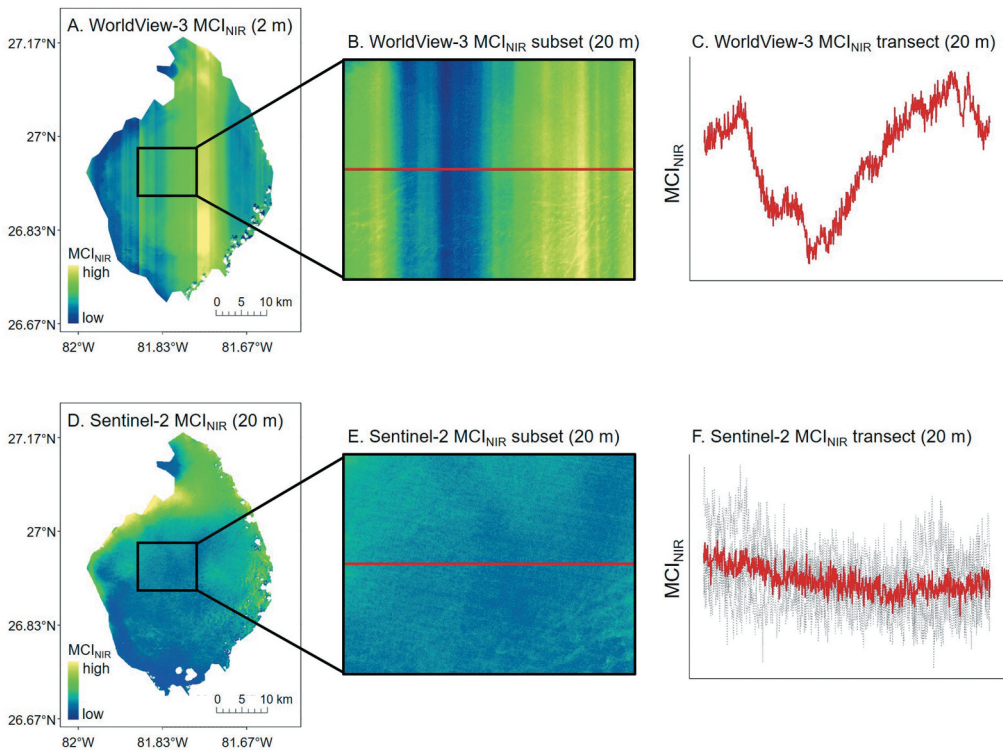 A. WorldView-3 MCI_NIR (2 m)
27.17°N
27°N
26.83°N
26.67°N
MCI_NIR
high
low
0 5 10 km
82°W 81.83°W 81.67°W
B. WorldView-3 MCI_NIR subset (20 m)
C. WorldView-3 MCI_NIR transect (20 m)
MCI_NIR
D. Sentinel-2 MCI_NIR (20 m)
27.17°N
27°N
26.83°N
26.67°N
MCI_NIR
high
low
0 5 10 km
82°W 81.83°W 81.67°W
E. Sentinel-2 MCI_NIR subset (20 m)
F. Sentinel-2 MCI_NIR transect (20 m)
MCI_NIR